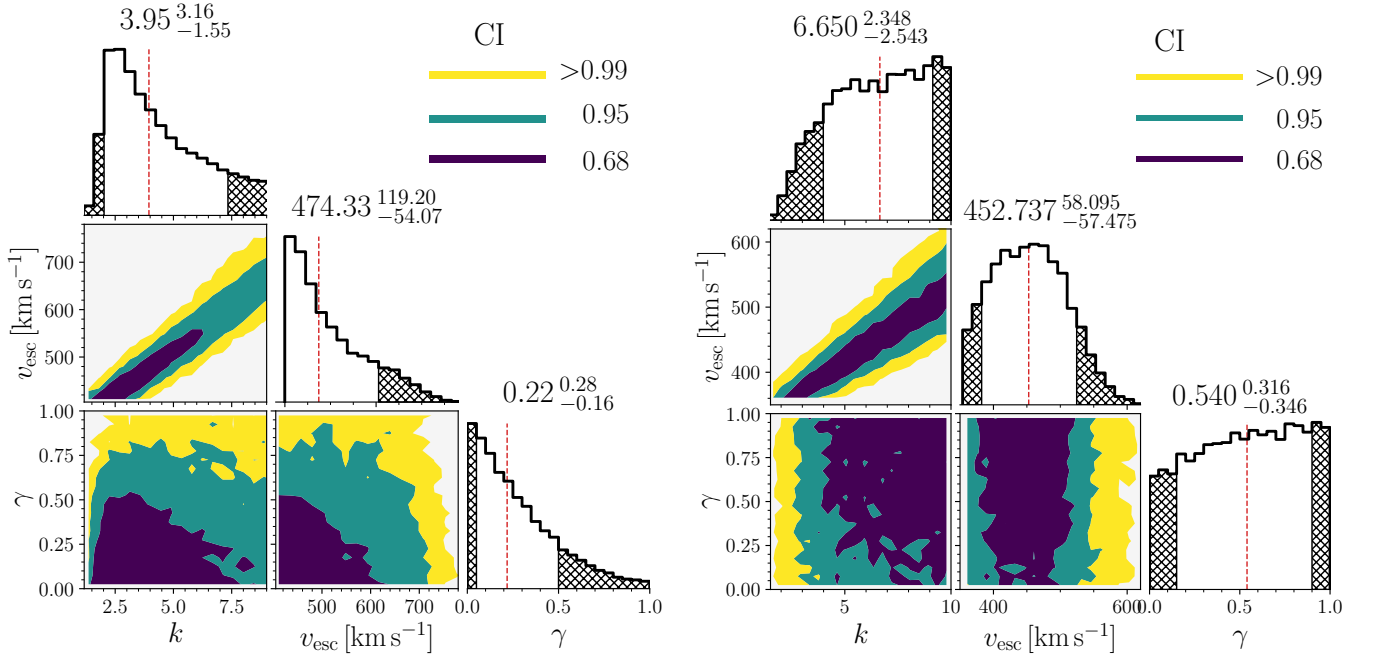 3.95 3.16 −1.55
CI
>0.99
0.95
0.68
474.33 119.20 −54.07
v_esc [km s⁻¹]
700
600
500
0.22 0.28 −0.16
γ
1.00
0.75
0.50
0.25
0.00
2.5 5.0 7.5
k
500 600 700
v_esc [km s⁻¹]
0.0 0.5 1.0
γ
6.650 2.348 −2.543
CI
>0.99
0.95
0.68
452.737 58.095 −57.475
v_esc [km s⁻¹]
600
500
400
0.540 0.316 −0.346
γ
1.00
0.75
0.50
0.25
0.00
5 10
k
400 600
v_esc [km s⁻¹]
0.0 0.5 1.0
γ